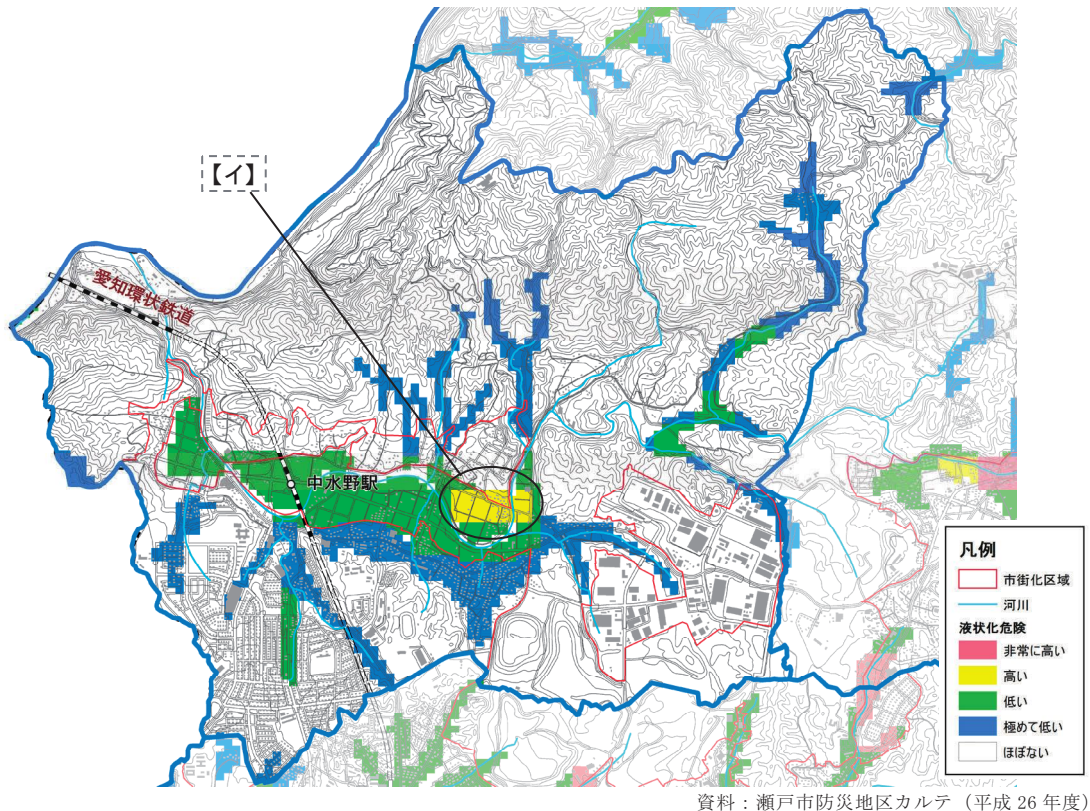 【イ】
愛知環状鉄道
中水野駅
凡例
市街化区域
河川
液状化危険
非常に高い
高い
低い
極めて低い
ほぼない
資料:瀬戸市防災地区カルテ(平成 26 年度)